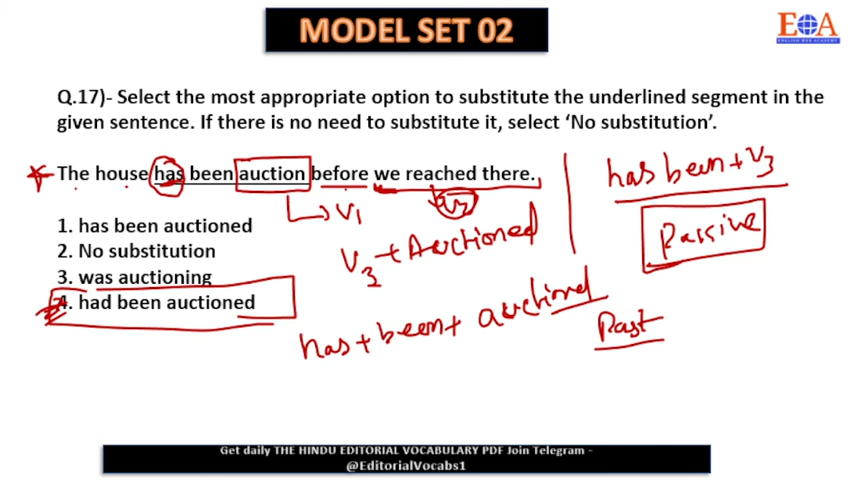 MODEL SET 02
EOA
ENGLISH WEB ACADEMY
Q.17)- Select the most appropriate option to substitute the underlined segment in the
given sentence. If there is no need to substitute it, select ‘No substitution’.
The house has been auction before we reached there.
has been + V3
Passive
1. has been auctioned
2. No substitution
3. was auctioning
4. had been auctioned
→ V1
V3 → Auctioned
has + been + auctioned
Past
Get daily THE HINDU EDITORIAL VOCABULARY PDF Join Telegram -
@EditorialVocabs1